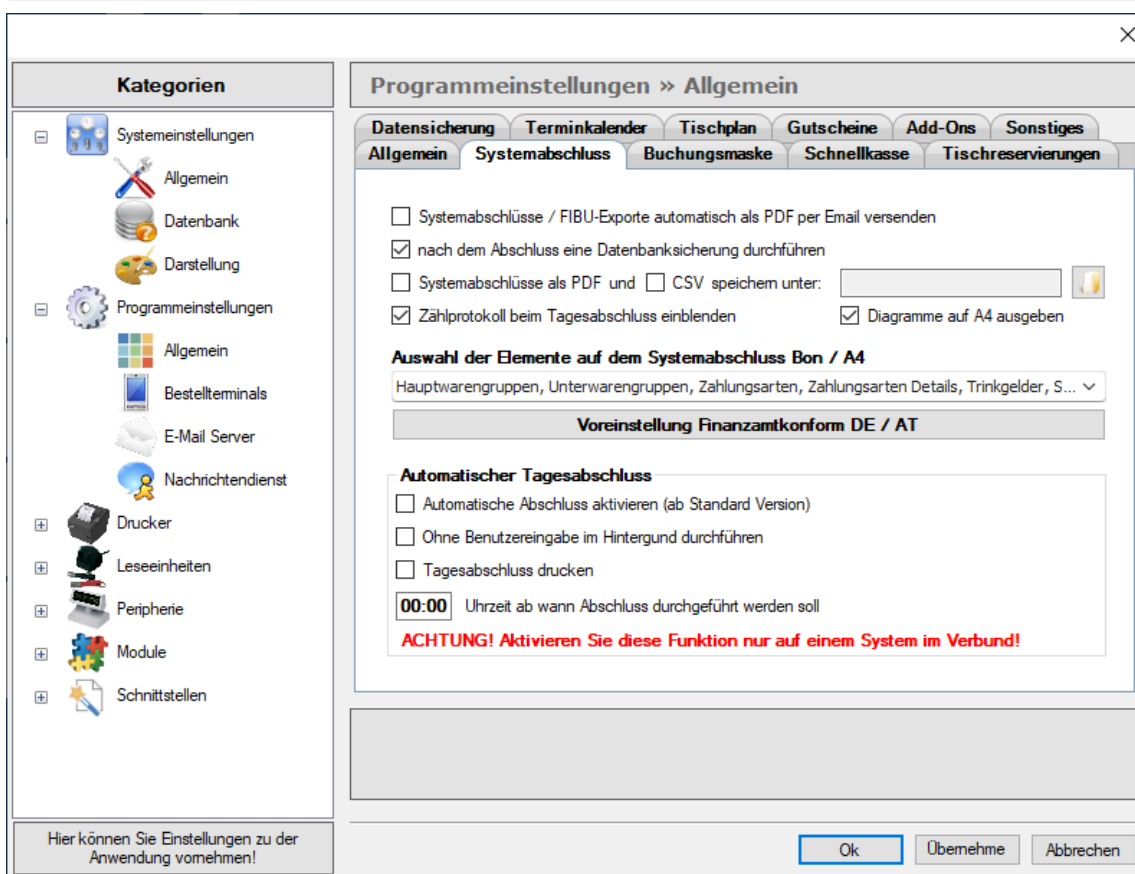 Kategorien
Systemeinstellungen
Allgemein
Datenbank
Darstellung
Programmeinstellungen
Allgemein
Bestellterminals
E-Mail Server
Nachrichtendienst
Drucker
Leseeinheiten
Peripherie
Module
Schnittstellen
Hier können Sie Einstellungen zu der
Anwendung vornehmen!
Programmeinstellungen » Allgemein
Datensicherung Terminkalender Tischplan Gutscheine Add-Ons Sonstiges
Allgemein Systemabschluss Buchungsmaske Schnellkasse Tischreservierungen
Systemabschlüsse / FIBU-Exporte automatisch als PDF per Email versenden
nach dem Abschluss eine Datenbanksicherung durchführen
Systemabschlüsse als PDF und CSV speichern unter:
Zählprotokoll beim Tagesabschluss einblenden Diagramme auf A4 ausgeben
Auswahl der Elemente auf dem Systemabschluss Bon / A4
Hauptwarengruppen, Unterwarengruppen, Zahlungsarten, Zahlungsarten Details, Trinkgelder, S...
Voreinstellung Finanzamtkonform DE / AT
Automatischer Tagesabschluss
Automatische Abschluss aktivieren (ab Standard Version)
Ohne Benutzereingabe im Hintergund durchführen
Tagesabschluss drucken
00:00 Uhrzeit ab wann Abschluss durchgeführt werden soll
ACHTUNG! Aktivieren Sie diese Funktion nur auf einem System im Verbund!
Ok Übernehme Abbrechen